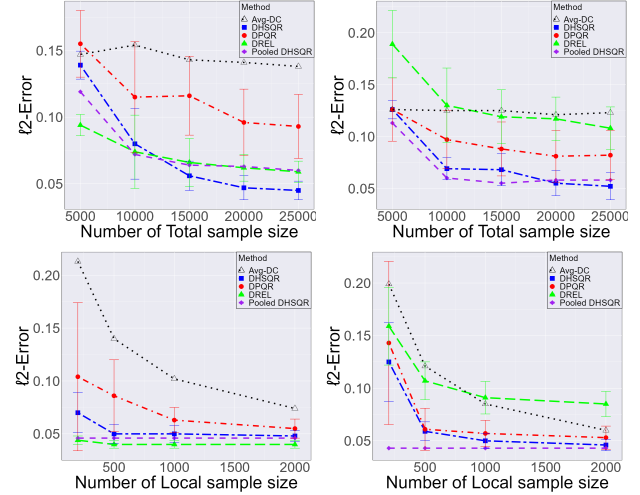 Method
Avg-DC
DHSQR
DPQR
DREL
Pooled DHSQR
0.15
0.10
0.05
ℓ2-Error
5000 10000 15000 20000 25000
Number of Total sample size
Method
Avg-DC
DHSQR
DPQR
DREL
Pooled DHSQR
0.20
0.15
0.10
0.05
ℓ2-Error
5000 10000 15000 20000 25000
Number of Total sample size
Method
Avg-DC
DHSQR
DPQR
DREL
Pooled DHSQR
0.20
0.15
0.10
0.05
ℓ2-Error
500 1000 1500 2000
Number of Local sample size
Method
Avg-DC
DHSQR
DPQR
DREL
Pooled DHSQR
0.20
0.15
0.10
0.05
ℓ2-Error
500 1000 1500 2000
Number of Local sample size